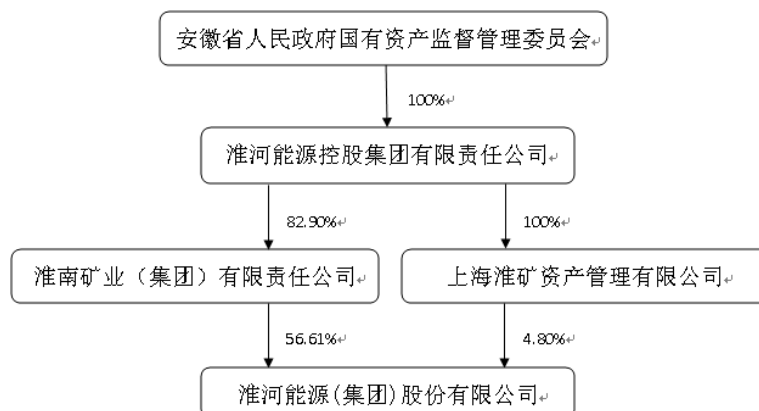 安徽省人民政府国有资产监督管理委员会
100%
淮河能源控股集团有限责任公司
82.90%
100%
淮南矿业（集团）有限责任公司
上海淮矿资产管理有限公司
56.61%
4.80%
淮河能源(集团)股份有限公司